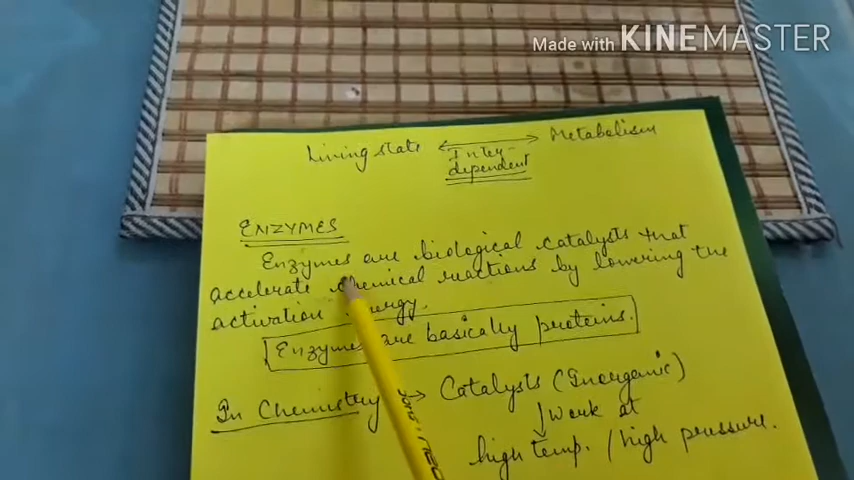 Made with KINEMASTER
Living State ⟷ Metabolism
Inter-
dependent
ENZYMES
Enzymes are biological catalysts that
accelerate chemical reactions by lowering the
activation energy.
Enzymes are basically proteins.
In Chemistry → Catalysts (Inorganic)
↓ Work at
high temp. / high pressure.